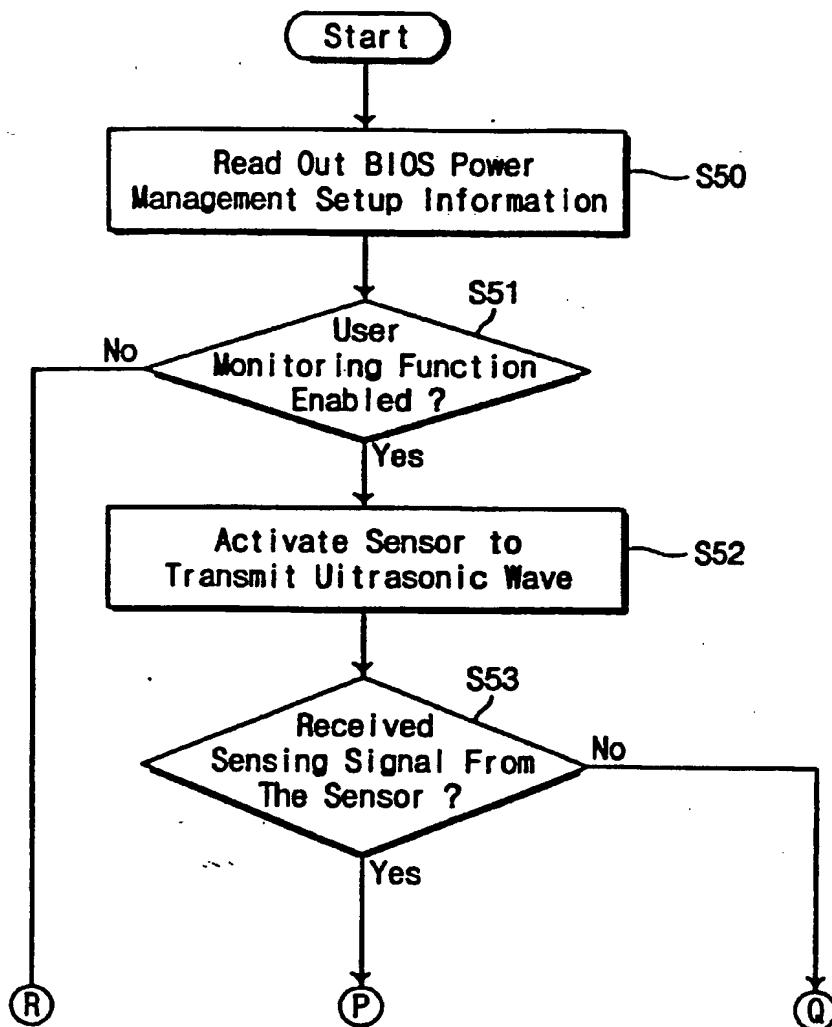 Start
Read Out BIOS Power
Management Setup Information
S50
S51
User
Monitoring Function
Enabled ?
No
Yes
Activate Sensor to
Transmit Uitrasonic Wave
S52
S53
Received
Sensing Signal From
The Sensor ?
No
Yes
R
P
Q